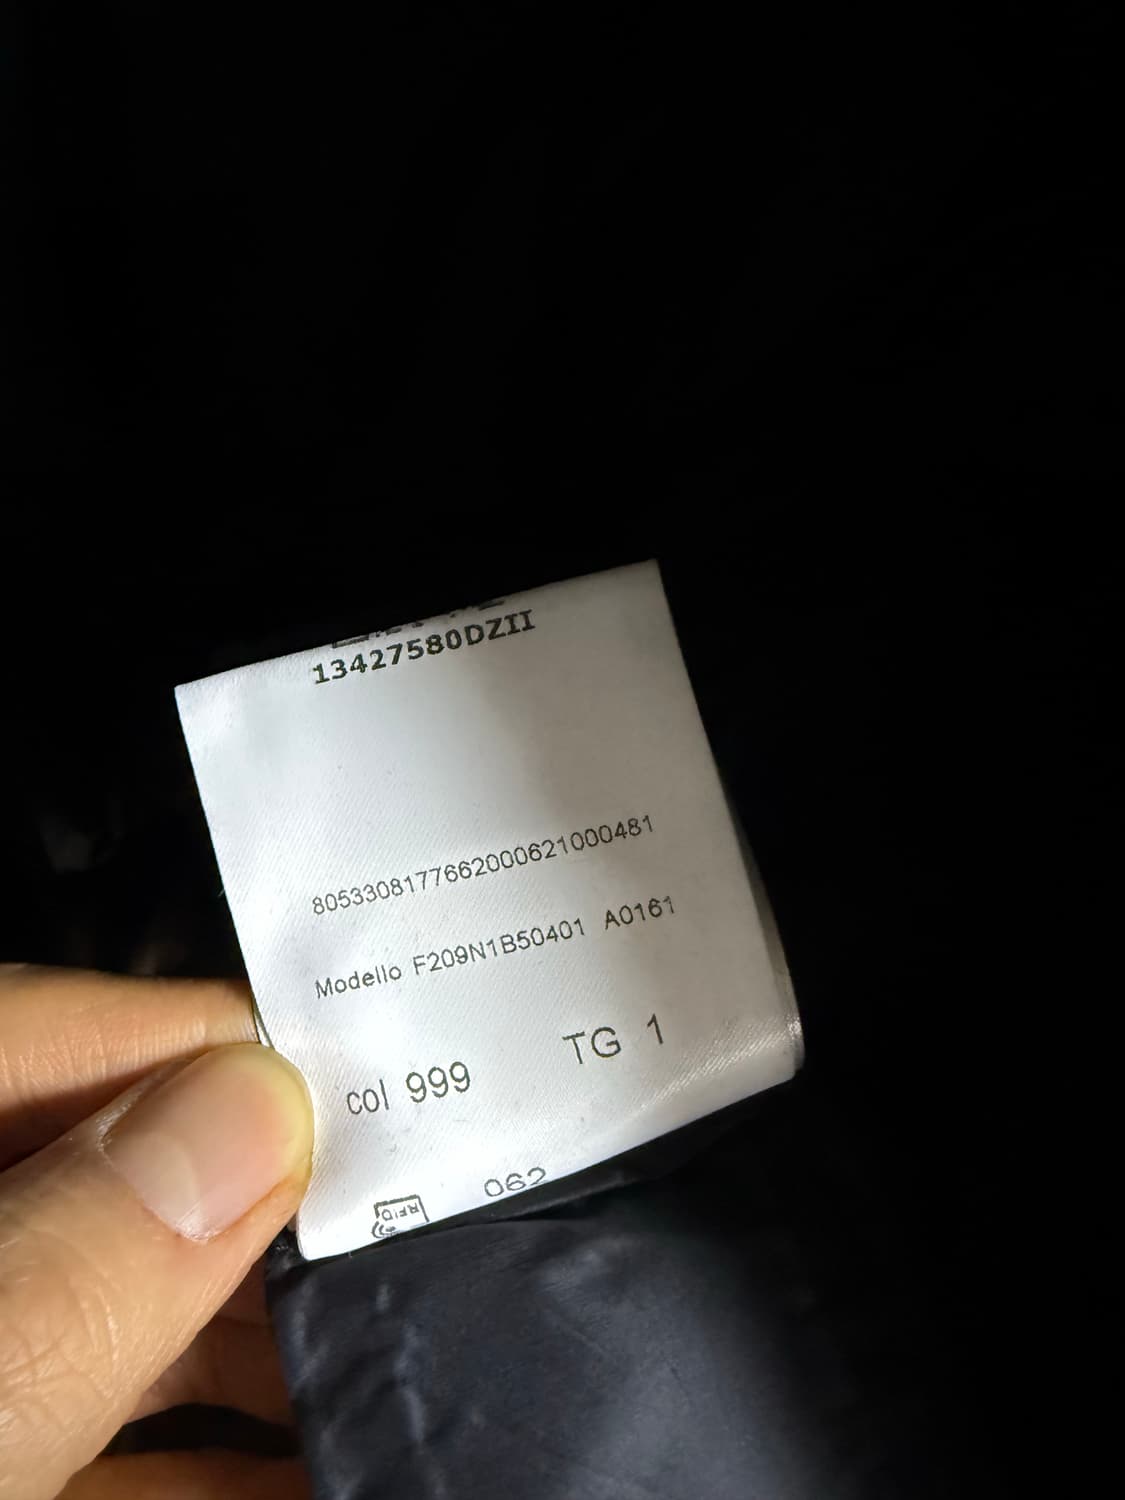 13427580DZII
8053308177662000621000481
Modello F209N1B50401 A0161
col 999 TG 1
062
RFID